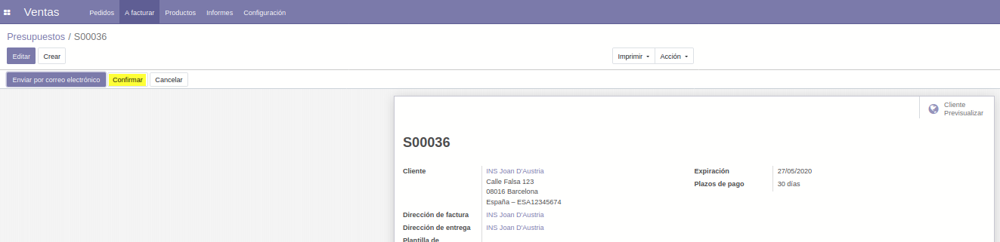 Ventas Pedidos A facturar Productos Informes Configuración
Presupuestos / S00036
Editar Crear Imprimir Acción
Enviar por correo electrónico Confirmar Cancelar
Cliente
Previsualizar
S00036
Cliente INS Joan D'Austria Expiración 27/05/2020
Calle Falsa 123
Plazos de pago 30 días
08016 Barcelona
España – ESA12345674
Dirección de factura INS Joan D'Austria
Dirección de entrega INS Joan D'Austria
Plantilla de